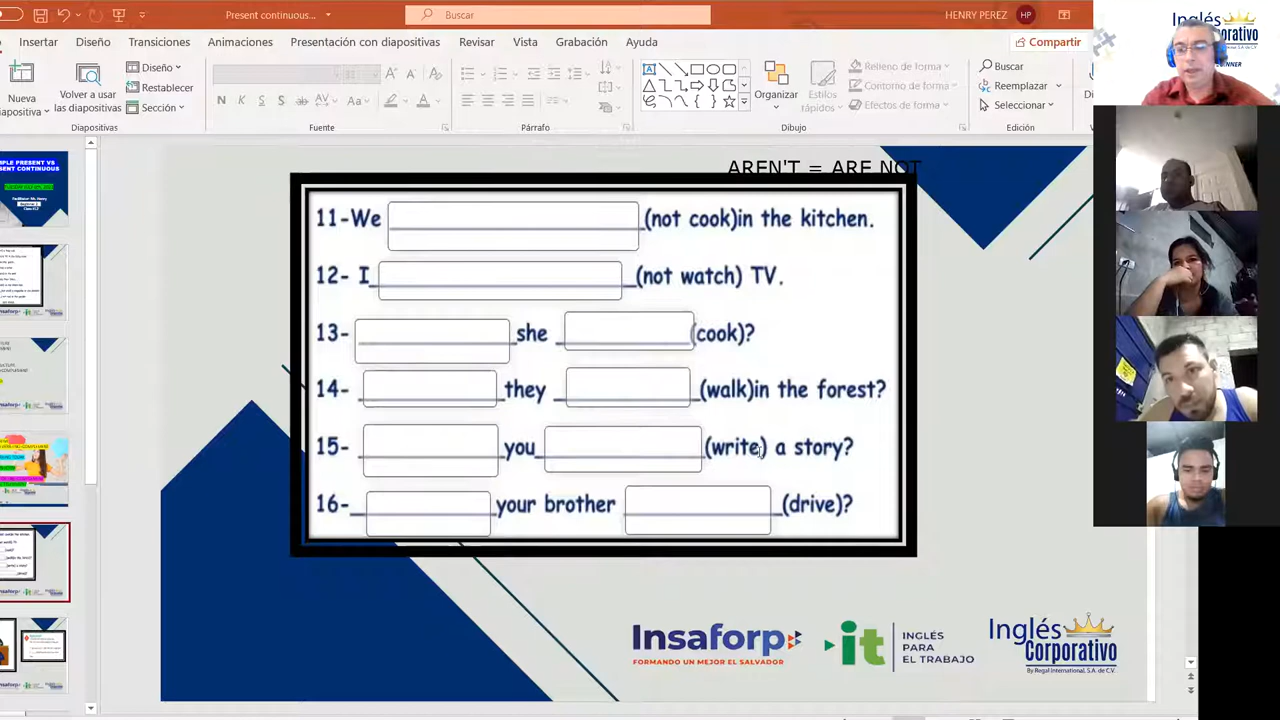 Present continuous...
Buscar
HENRY PEREZ
HP
Insertar
Diseño
Transiciones
Animaciones
Presentación con diapositivas
Revisar
Vista
Grabación
Ayuda
Compartir
Nueva diapositiva
Volver a usar las diapositivas
Diseño
Restablecer
Sección
Diapositivas
N K S S ab AV Aa
Fuente
Párrafo
Organizar
Estilos rápidos
Relleno de forma
Contorno de forma
Efectos de forma
Dibujo
Buscar
Reemplazar
Seleccionar
Edición
Inglés
Corporativo
AREN'T = ARE NOT
11-We (not cook)in the kitchen.
12- I (not watch) TV.
13- she (cook)?
14- they (walk)in the forest?
15- you (write) a story?
16- your brother (drive)?
Insaforp
FORMANDO UN MEJOR EL SALVADOR
it
INGLÉS
PARA
EL TRABAJO
Inglés
Corporativo
By Regal International, S.A. de C.V.